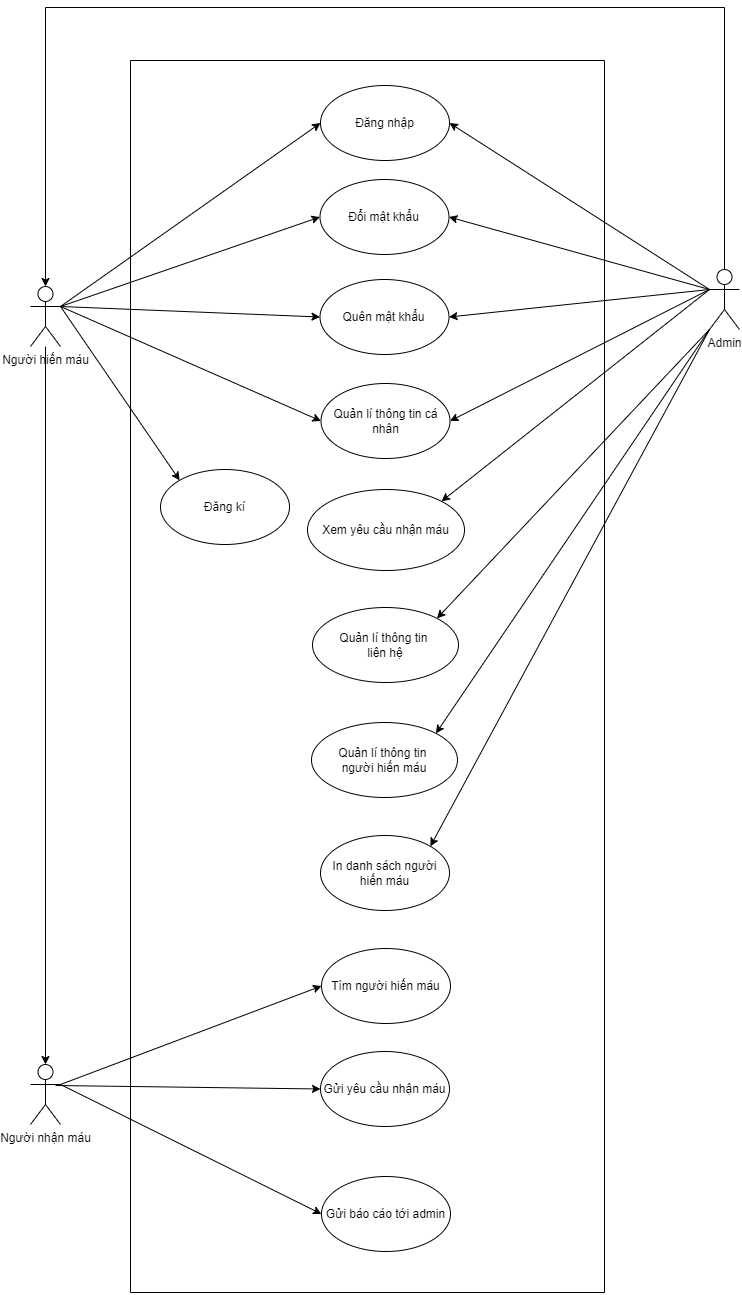 Đăng nhập
Đổi mật khẩu
Quên mật khẩu
Admin
Người hiến máu
Quản lí thông tin cá
nhân
Đăng kí
Xem yêu cầu nhận máu
Quản lí thông tin
liên hệ
Quản lí thông tin
người hiến máu
In danh sách người
hiến máu
Tìm người hiến máu
Gửi yêu cầu nhận máu
Người nhận máu
Gửi báo cáo tới admin